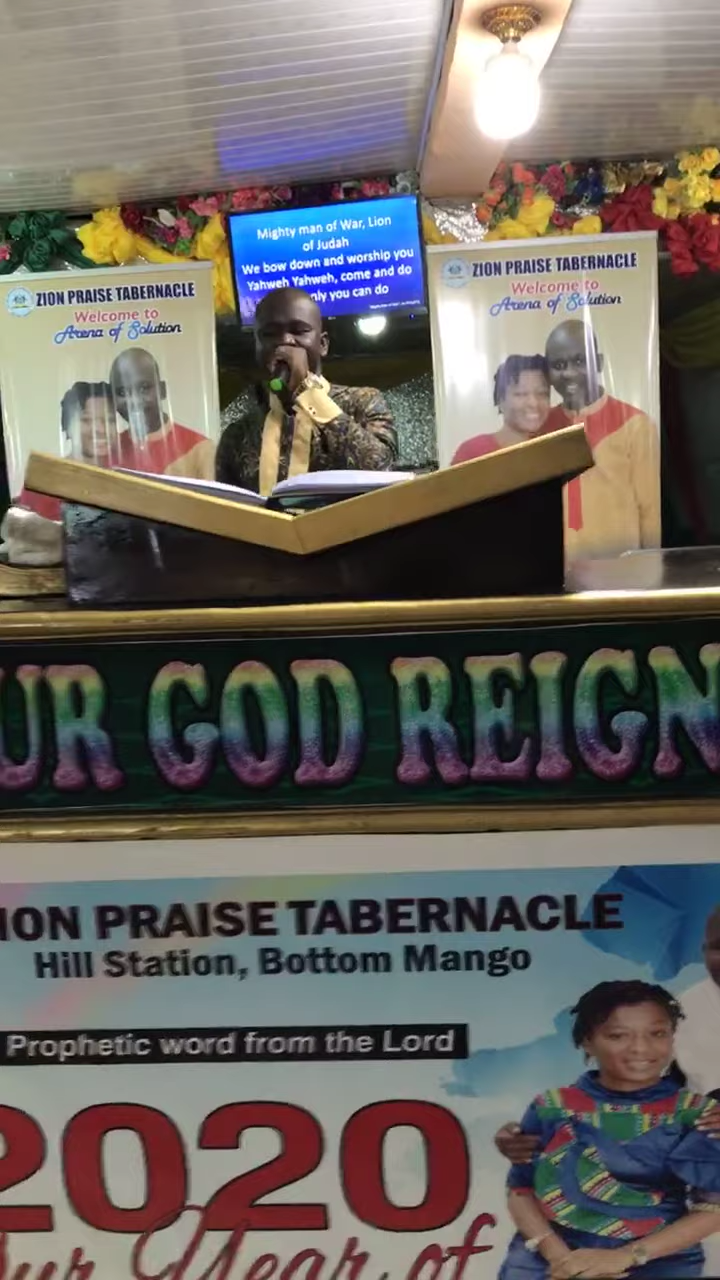 Mighty man of War, Lion
of Judah
We bow down and worship you
Yahweh Yahweh, come and do
nly you can do
ZION PRAISE TABERNACLE
Welcome to
Arena of Solution
ZION PRAISE TABERNACLE
Welcome to
Arena of Solution
UR GOD REIGN
ION PRAISE TABERNACLE
Hill Station, Bottom Mango
Prophetic word from the Lord
2020
Our Year of